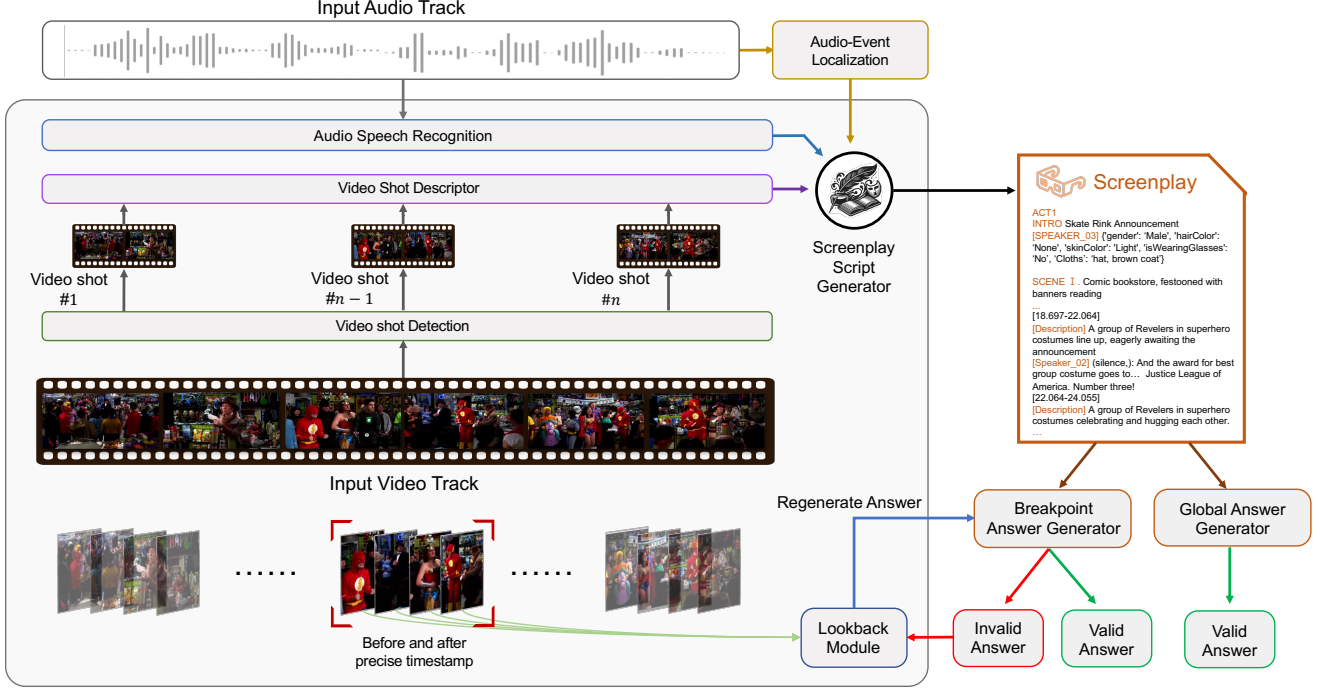 Input Audio Track
Audio-Event
Localization
Audio Speech Recognition
Video Shot Descriptor
Video shot
#1
Video shot
#n − 1
Video shot
#n
Screenplay
Script
Generator
Video shot Detection
Input Video Track
Screenplay
ACT1
INTRO Skate Rink Announcement
[SPEAKER_03] {'gender': 'Male', 'hairColor':
'None', 'skinColor': 'Light', 'isWearingGlasses':
'No', 'Cloths': 'hat, brown coat'}
SCENE Ⅰ. Comic bookstore, festooned with
banners reading
...
[18.697-22.064]
[Description] A group of Revelers in superhero
costumes line up, eagerly awaiting the
announcement
[Speaker_02] (silence,): And the award for best
group costume goes to... Justice League of
America. Number three!
[22.064-24.055]
[Description] A group of Revelers in superhero
costumes celebrating and hugging each other.
...
Regenerate Answer
Breakpoint
Answer Generator
Global Answer
Generator
......
......
Before and after
precise timestamp
Lookback
Module
Invalid
Answer
Valid
Answer
Valid
Answer